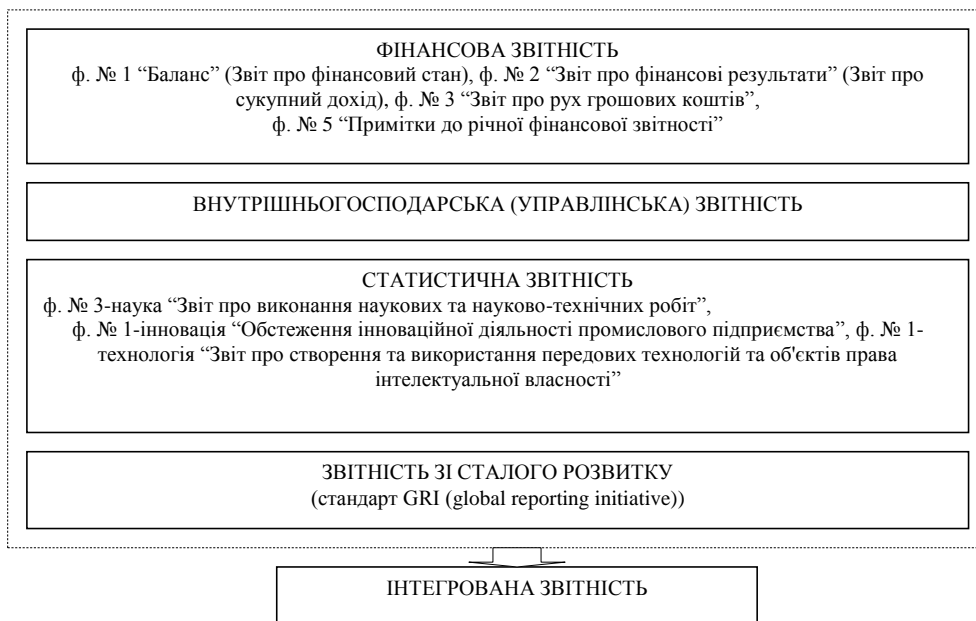 ФІНАНСОВА ЗВІТНІСТЬ
ф. № 1 “Баланс” (Звіт про фінансовий стан), ф. № 2 “Звіт про фінансові результати” (Звіт про
сукупний дохід), ф. № 3 “Звіт про рух грошових коштів”,
ф. № 5 “Примітки до річної фінансової звітності”
ВНУТРІШНЬОГОСПОДАРСЬКА (УПРАВЛІНСЬКА) ЗВІТНІСТЬ
СТАТИСТИЧНА ЗВІТНІСТЬ
ф. № 3-наука “Звіт про виконання наукових та науково-технічних робіт”,
ф. № 1-інновація “Обстеження інноваційної діяльності промислового підприємства”, ф. № 1-
технологія “Звіт про створення та використання передових технологій та об'єктів права
інтелектуальної власності”
ЗВІТНІСТЬ ЗІ СТАЛОГО РОЗВИТКУ
(стандарт GRI (global reporting initiative))
ІНТЕГРОВАНА ЗВІТНІСТЬ